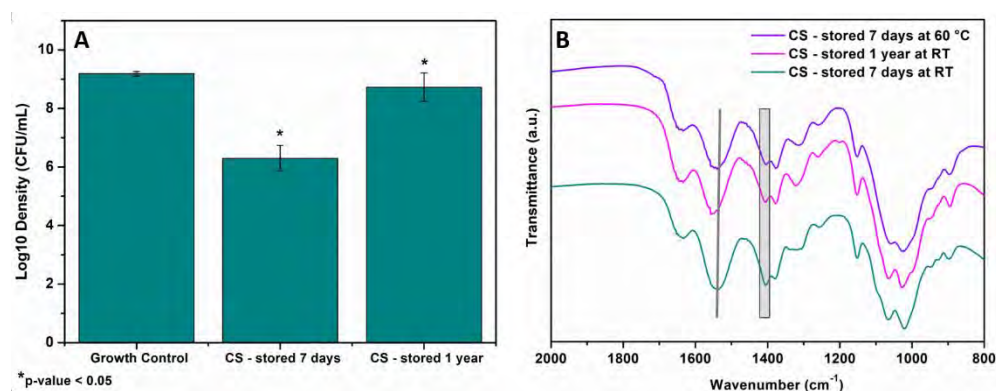 A
10
8
6
4
2
0
Log10 Density (CFU/mL)
*
*
Growth Control
CS - stored 7 days
CS - stored 1 year
*p-value < 0.05
B
CS - stored 7 days at 60 °C
CS - stored 1 year at RT
CS - stored 7 days at RT
Transmittance (a.u.)
2000 1800 1600 1400 1200 1000 800
Wavenumber (cm⁻¹)